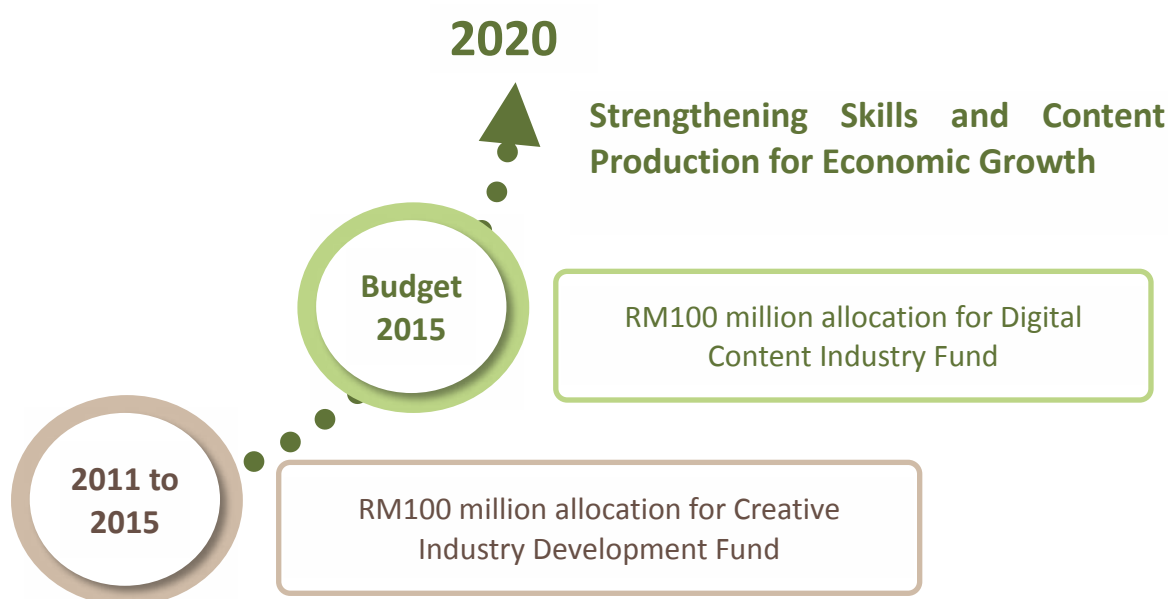 2020
Strengthening Skills and Content
Production for Economic Growth
Budget
2015
RM100 million allocation for Digital
Content Industry Fund
2011 to
2015
RM100 million allocation for Creative
Industry Development Fund